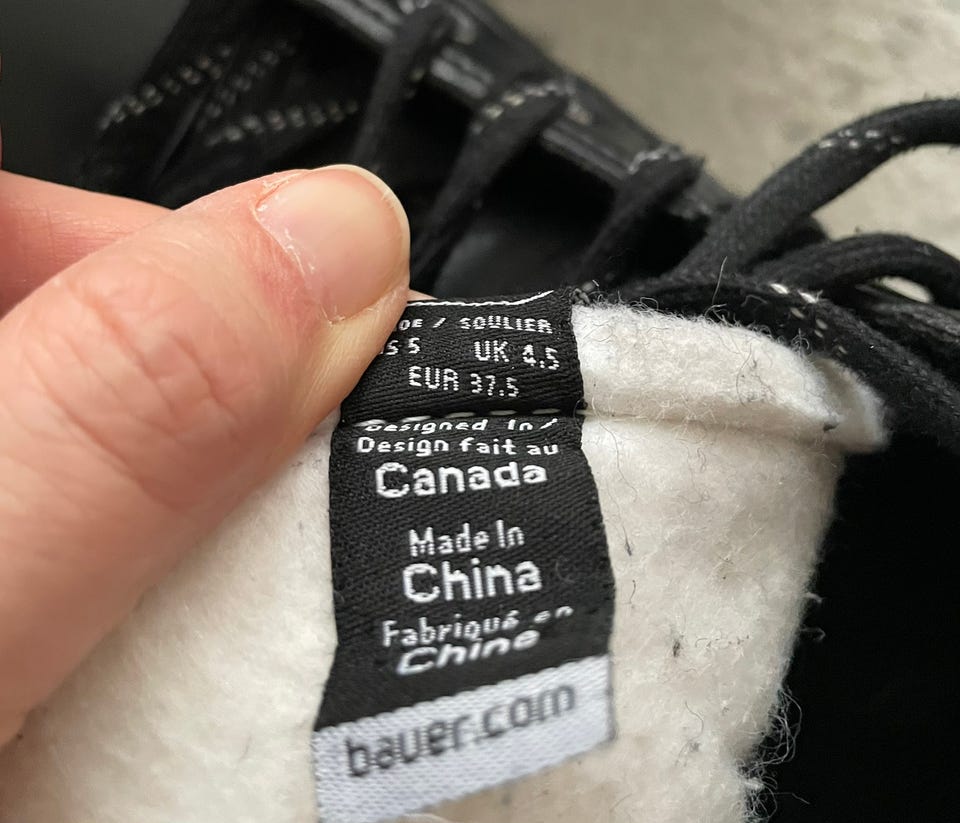 / SOULIER
5 UK 4.5
EUR 37.5
Designed In /
Design fait au
Canada
Made In
China
Fabriqué en
Chine
bauer.com